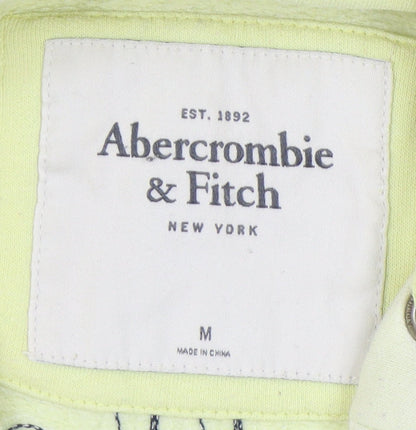 EST. 1892
Abercrombie
& Fitch
NEW YORK
M
MADE IN CHINA